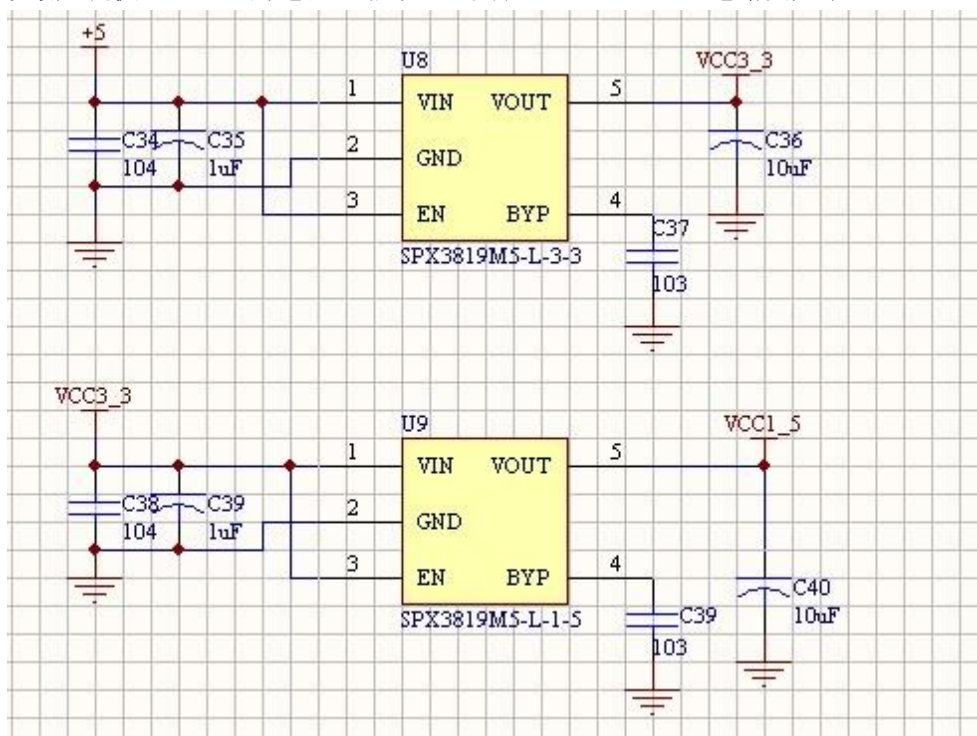 +5
U8
VCC3_3
1
VIN
VOUT
5
C34
C35
104
1uF
2
GND
C36
10uF
3
EN
BYP
4
C37
SPX3819M5-L-3-3
103
VCC3_3
U9
VCC1_5
1
VIN
VOUT
5
C38
C39
104
1uF
2
GND
3
EN
BYP
4
C40
10uF
SPX3819M5-L-1-5
C39
103